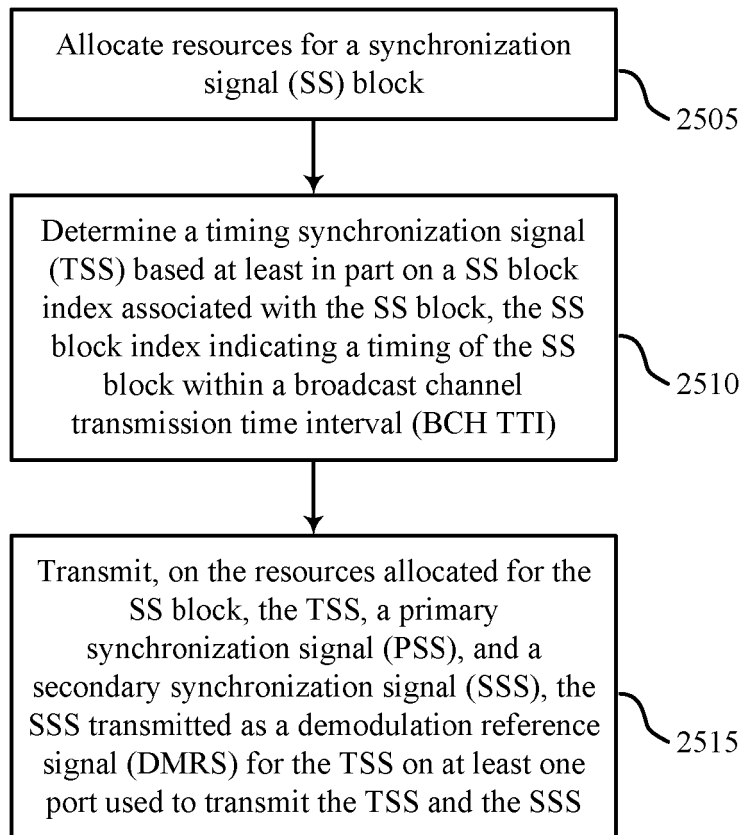 Allocate resources for a synchronization
signal (SS) block
2505
Determine a timing synchronization signal
(TSS) based at least in part on a SS block
index associated with the SS block, the SS
block index indicating a timing of the SS
block within a broadcast channel
transmission time interval (BCH TTI)
2510
Transmit, on the resources allocated for the
SS block, the TSS, a primary
synchronization signal (PSS), and a
secondary synchronization signal (SSS), the
SSS transmitted as a demodulation reference
signal (DMRS) for the TSS on at least one
port used to transmit the TSS and the SSS
2515